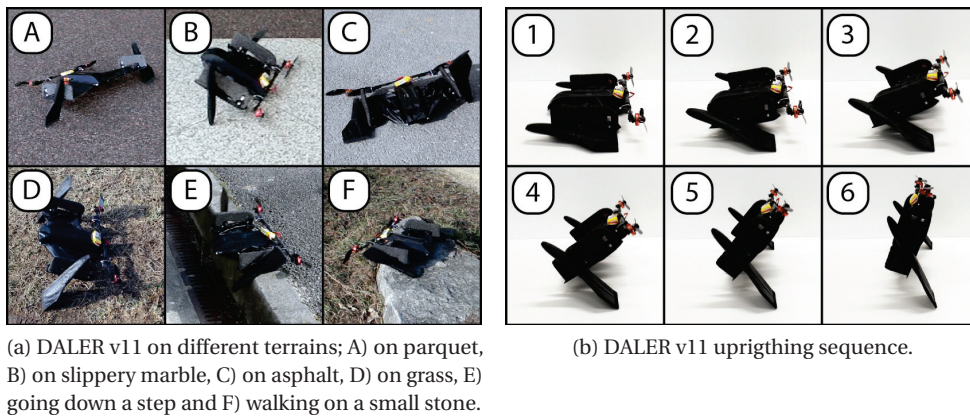 A
B
C
D
E
F
1
2
3
4
5
6
(a) DALER v11 on different terrains; A) on parquet,
B) on slippery marble, C) on asphalt, D) on grass, E)
going down a step and F) walking on a small stone.
(b) DALER v11 uprigthing sequence.